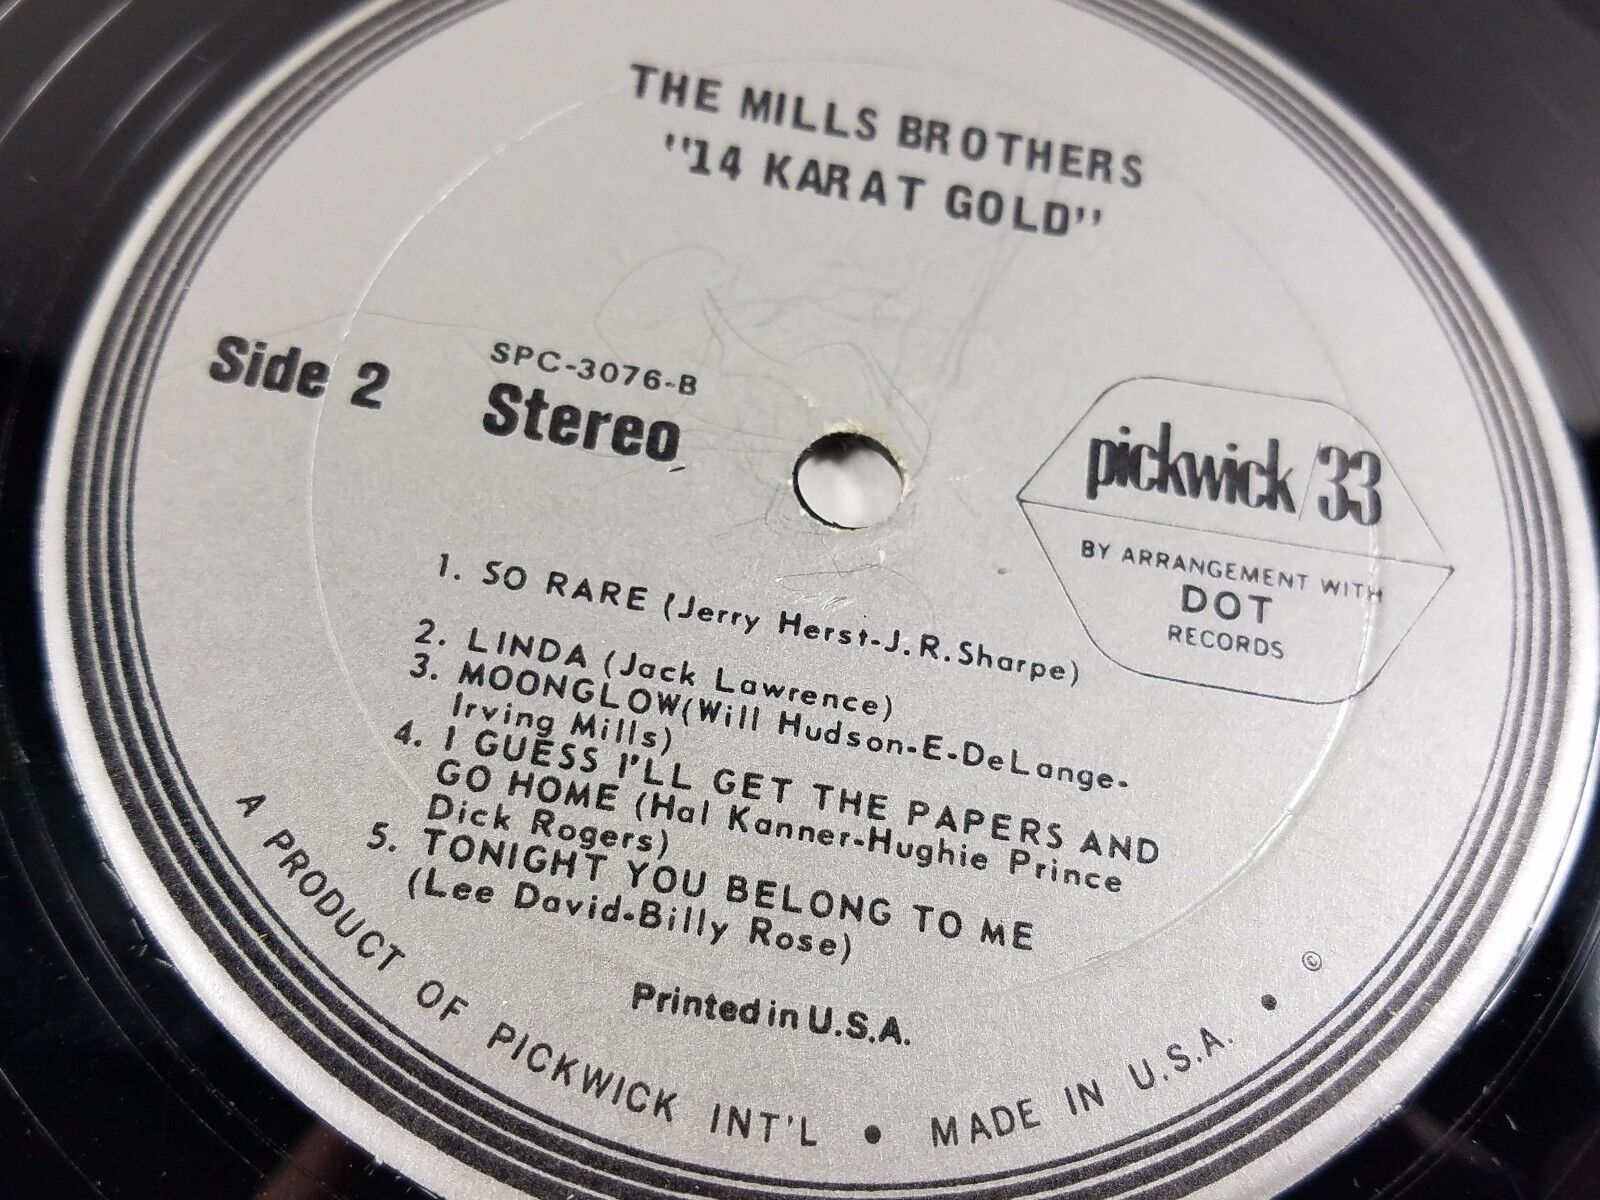 THE MILLS BROTHERS
"14 KARAT GOLD"
Side 2
SPC-3076-B
Stereo
pickwick/33
BY ARRANGEMENT WITH
DOT
RECORDS
1. SO RARE (Jerry Herst-J.R.Sharpe)
2. LINDA (Jack Lawrence)
3. MOONGLOW(Will Hudson-E.DeLange-
Irving Mills)
4. I GUESS I'LL GET THE PAPERS AND
GO HOME (Hal Kanner-Hughie Prince
Dick Rogers)
5. TONIGHT YOU BELONG TO ME
(Lee David-Billy Rose)
Printed in U.S.A.
A PRODUCT OF PICKWICK INT'L • MADE IN U.S.A. • ©